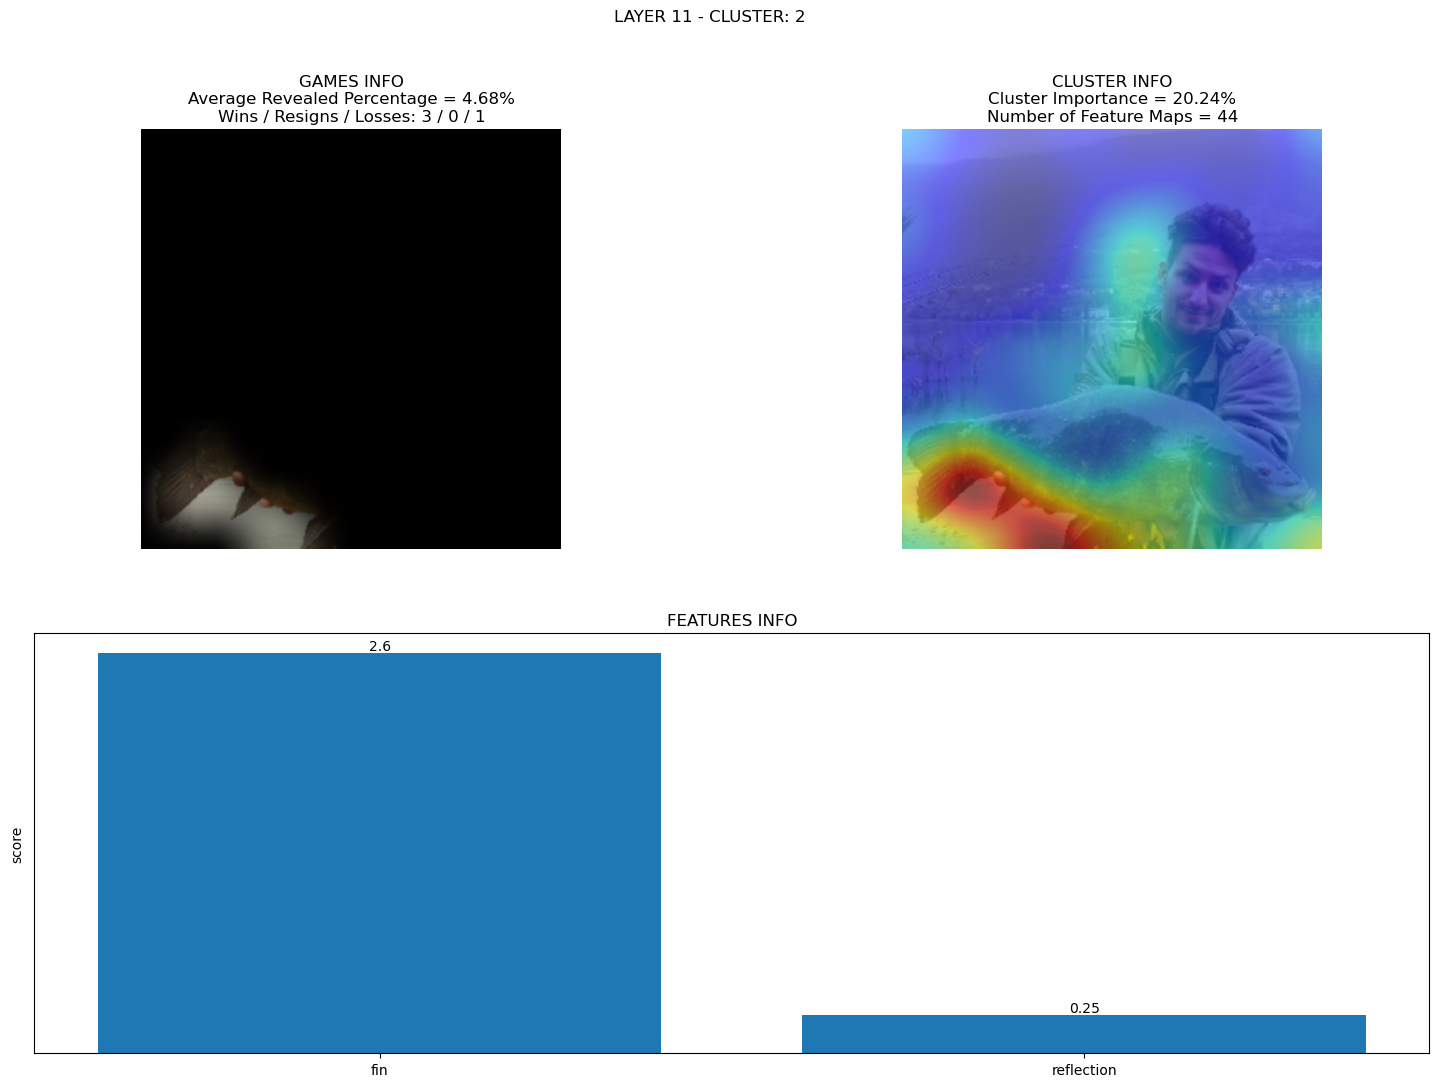 LAYER 11 - CLUSTER: 2
GAMES INFO
Average Revealed Percentage = 4.68%
Wins / Resigns / Losses: 3 / 0 / 1
CLUSTER INFO
Cluster Importance = 20.24%
Number of Feature Maps = 44
FEATURES INFO
score
2.6
0.25
fin
reflection